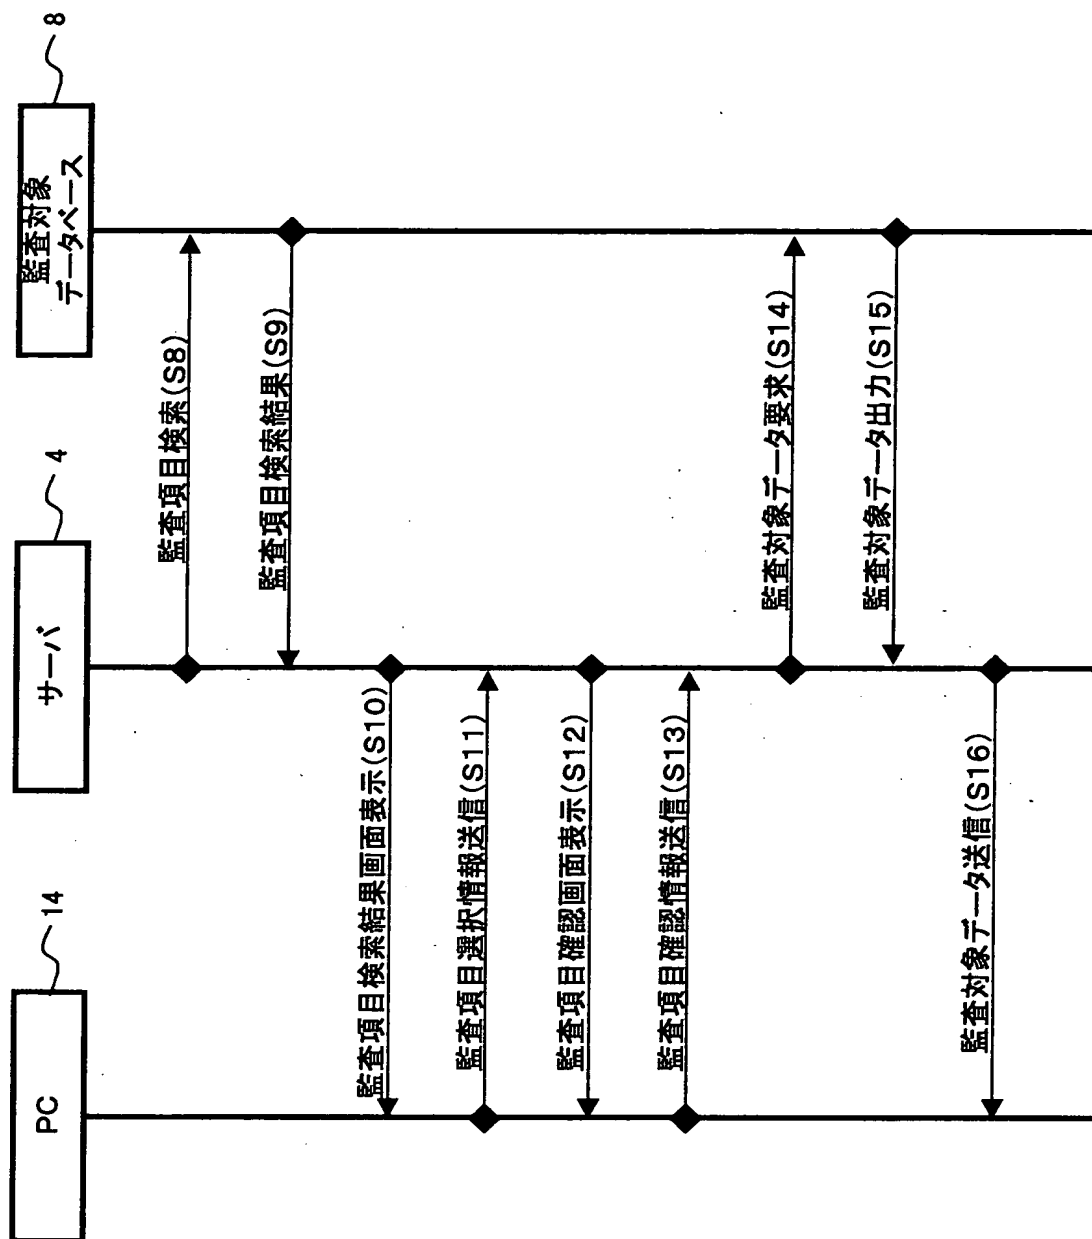 PC
14
サーバ
4
監査対象
データベース
8
監査項目検索(S8)
監査項目検索結果(S9)
監査項目検索結果画面表示(S10)
監査項目選択情報送信(S11)
監査項目確認画面表示(S12)
監査項目確認情報送信(S13)
監査対象データ要求(S14)
監査対象データ出力(S15)
監査対象データ送信(S16)